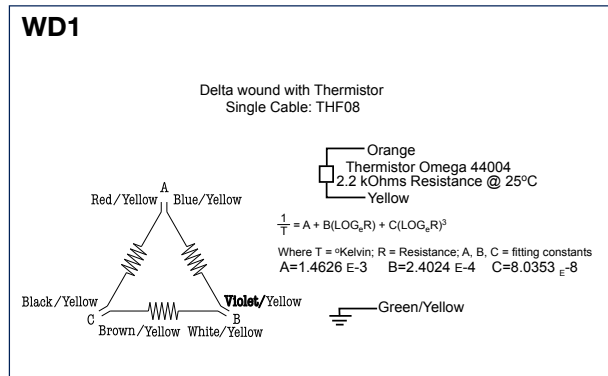 WD1
Delta wound with Thermistor
Single Cable: THF08
Orange
Thermistor Omega 44004
2.2 kOhms Resistance @ 25ºC
Yellow
A
Red/Yellow Blue/Yellow
1/T = A + B(LOGeR) + C(LOGeR)³
Where T = ºKelvin; R = Resistance; A, B, C = fitting constants
A=1.4626 E-3 B=2.4024 E-4 C=8.0353 E-8
Black/Yellow Violet/Yellow
C B
Brown/Yellow White/Yellow
Green/Yellow